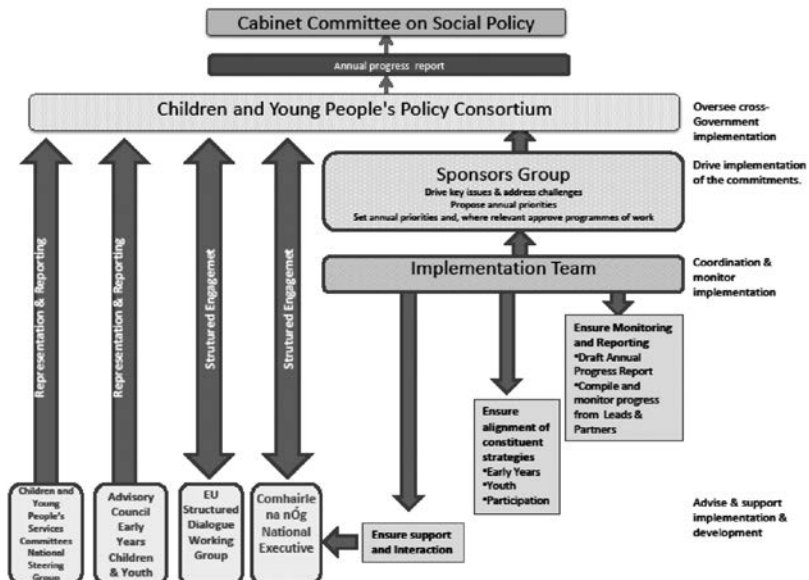 Cabinet Committee on Social Policy
Annual progress report
Children and Young People's Policy Consortium
Oversee cross-
Government
implementation
Sponsors Group
Drive key issues & address challenges
Propose annual priorities
Set annual priorities and, where relevant approve programmes of work
Drive implementation
of the commitments.
Implementation Team
Coordination &
monitor
implementation
Representation & Reporting
Representation & Reporting
Strutured Engagemet
Strutured Engagemet
Ensure Monitoring
and Reporting
•Draft Annual
Progress Report
•Compile and
monitor progress
from Leads &
Partners
Ensure
alignment of
constituent
strategies
•Early Years
•Youth
•Participation
Children and
Young
People's
Services
Committees
National
Steering
Group
Advisory
Council
Early
Years
Children
& Youth
EU
Structured
Dialogue
Working
Group
Comhairle
na nÓg
National
Executive
Ensure support
and Interaction
Advise & support
implementation &
development